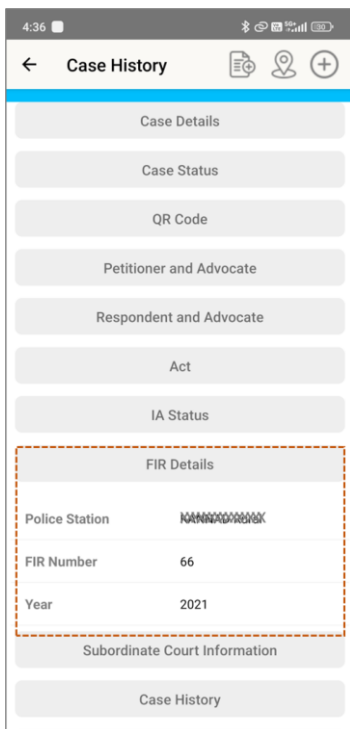 4:36
Case History
Case Details
Case Status
QR Code
Petitioner and Advocate
Respondent and Advocate
Act
IA Status
FIR Details
Police Station
FIR Number 66
Year 2021
Subordinate Court Information
Case History